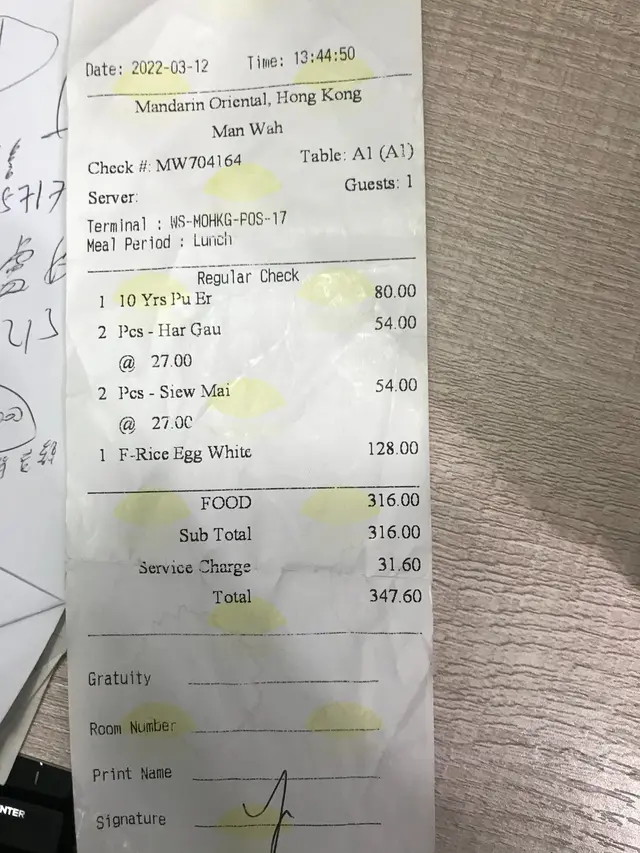 Date: 2022-03-12 Time: 13:44:50
Mandarin Oriental, Hong Kong
Man Wah
Check #: MW704164 Table: A1 (A1)
Server: Guests: 1
Terminal : WS-MOHKG-POS-17
Meal Period : Lunch
Regular Check
1 10 Yrs Pu Er 80.00
2 Pcs - Har Gau 54.00
@ 27.00
2 Pcs - Siew Mai 54.00
@ 27.00
1 F-Rice Egg White 128.00
FOOD 316.00
Sub Total 316.00
Service Charge 31.60
Total 347.60
Gratuity
Room Number
Print Name
Signature
5717
213
NTER